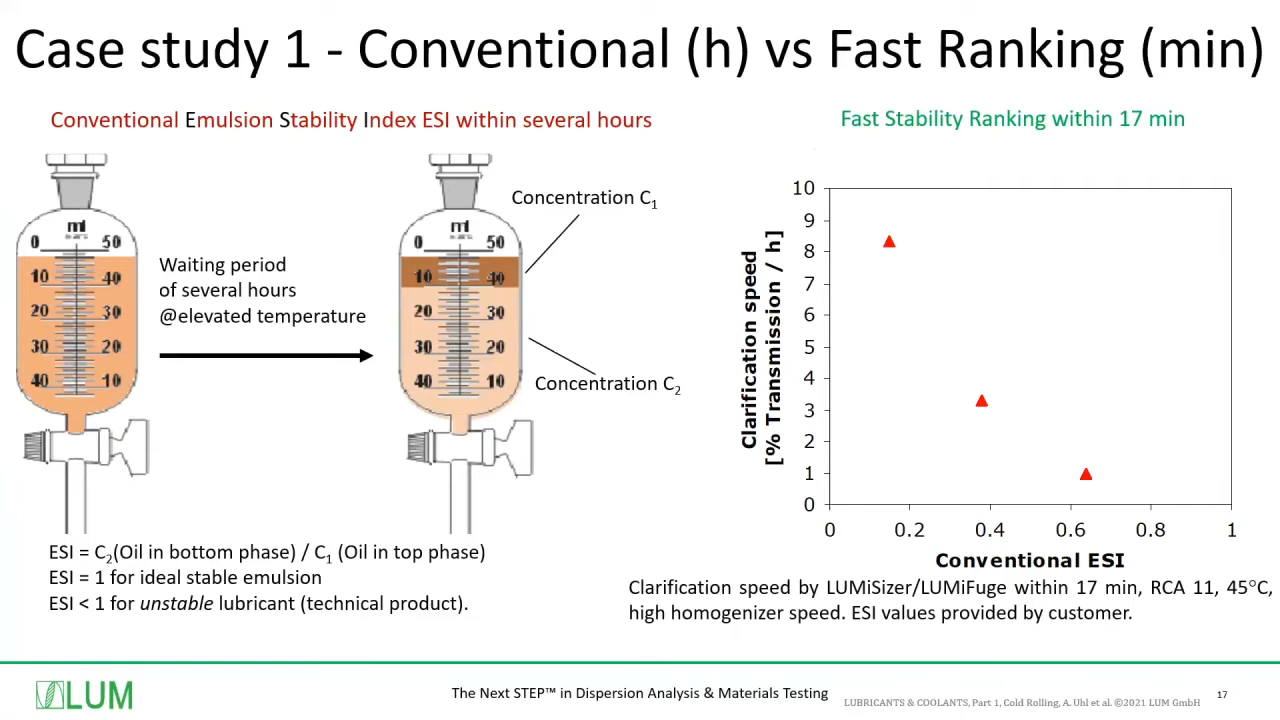 Case study 1 - Conventional (h) vs Fast Ranking (min)
Conventional Emulsion Stability Index ESI within several hours
ml
0 50
10 40
20 30
30 20
40 10
Waiting period
of several hours
@elevated temperature
ml
0 50
10 40
20 30
30 20
40 10
Concentration C₁
Concentration C₂
ESI = C₂(Oil in bottom phase) / C₁ (Oil in top phase)
ESI = 1 for ideal stable emulsion
ESI < 1 for unstable lubricant (technical product).
Fast Stability Ranking within 17 min
Clarification speed
[% Transmission / h]
10
9
8
7
6
5
4
3
2
1
0
0 0.2 0.4 0.6 0.8 1
Conventional ESI
Clarification speed by LUMiSizer/LUMiFuge within 17 min, RCA 11, 45°C,
high homogenizer speed. ESI values provided by customer.
LUM
The Next STEP™ in Dispersion Analysis & Materials Testing
LUBRICANTS & COOLANTS, Part 1, Cold Rolling, A. Uhl et al. ©2021 LUM GmbH
17